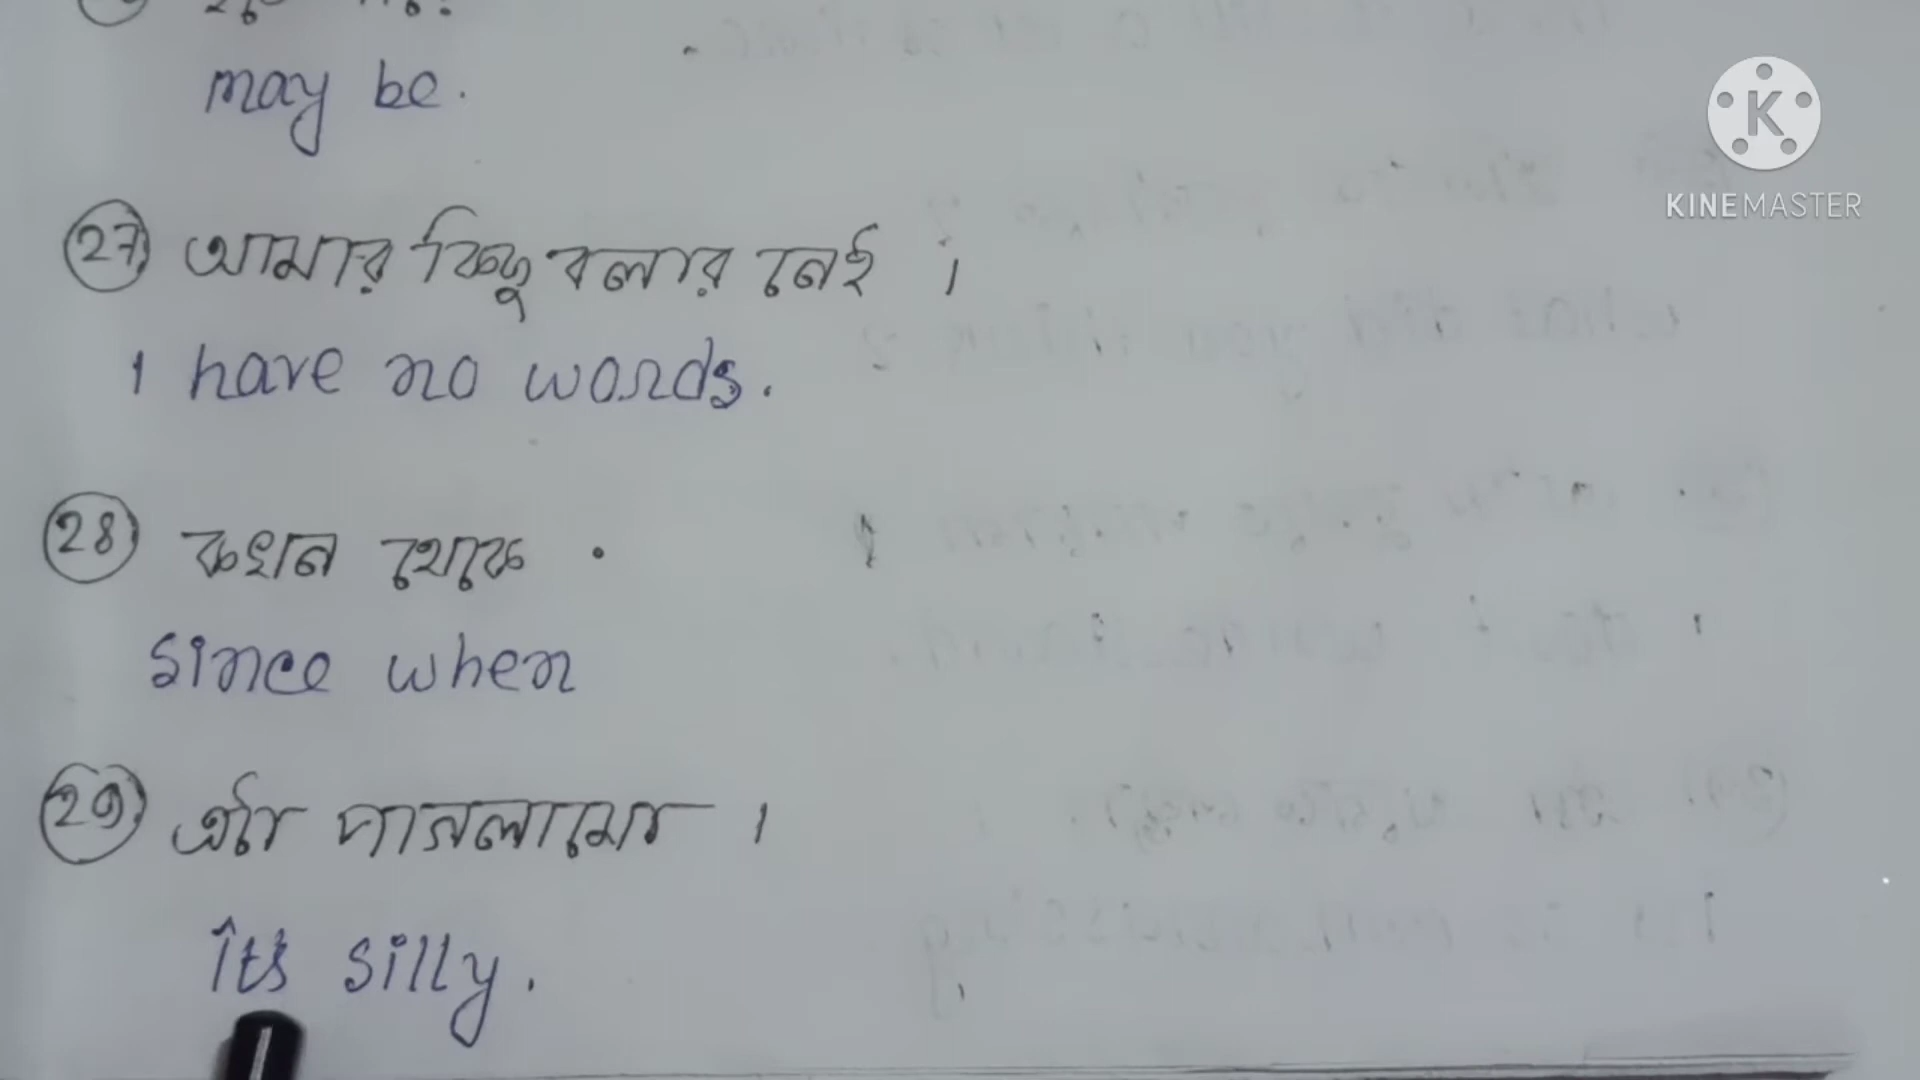 may be.
27 আমার কিছু বলার নেই ।
I have no words.
28 কখন থেকে .
since when
29 এটা পাগলামো ।
Its silly.
K
KINEMASTER